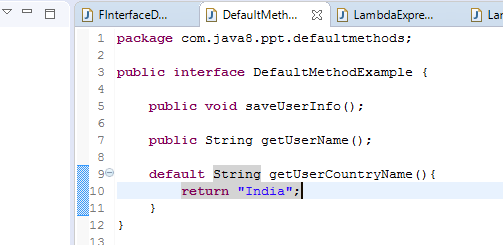 FInterfaceD...
DefaultMeth...
LambdaExpre...
La
1 package com.java8.ppt.defaultmethods;
2
3 public interface DefaultMethodExample {
4
5 public void saveUserInfo();
6
7 public String getUserName();
8
9 default String getUserCountryName(){
10 return "India";
11 }
12 }
13